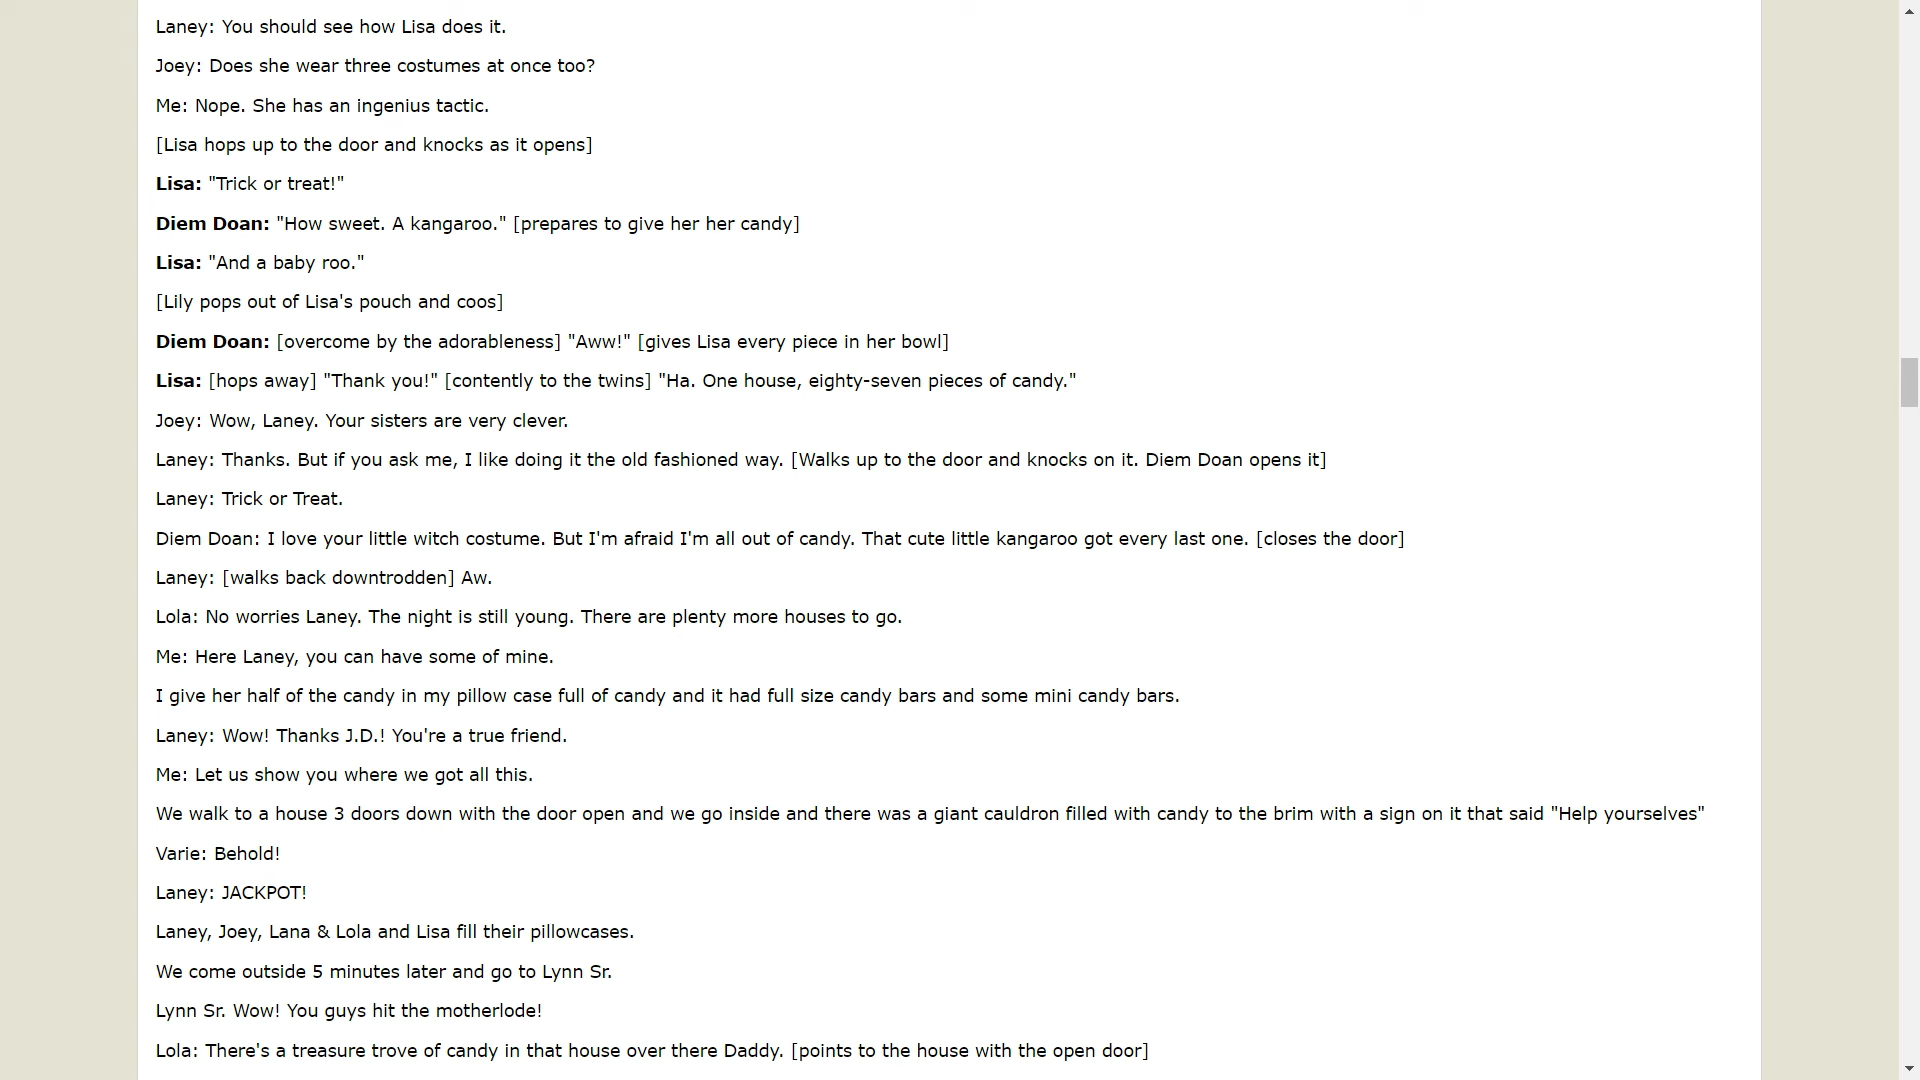 Laney: You should see how Lisa does it.
Joey: Does she wear three costumes at once too?
Me: Nope. She has an ingenius tactic.
[Lisa hops up to the door and knocks as it opens]
Lisa: "Trick or treat!"
Diem Doan: "How sweet. A kangaroo." [prepares to give her her candy]
Lisa: "And a baby roo."
[Lily pops out of Lisa's pouch and coos]
Diem Doan: [overcome by the adorableness] "Aww!" [gives Lisa every piece in her bowl]
Lisa: [hops away] "Thank you!" [contently to the twins] "Ha. One house, eighty-seven pieces of candy."
Joey: Wow, Laney. Your sisters are very clever.
Laney: Thanks. But if you ask me, I like doing it the old fashioned way. [Walks up to the door and knocks on it. Diem Doan opens it]
Laney: Trick or Treat.
Diem Doan: I love your little witch costume. But I'm afraid I'm all out of candy. That cute little kangaroo got every last one. [closes the door]
Laney: [walks back downtrodden] Aw.
Lola: No worries Laney. The night is still young. There are plenty more houses to go.
Me: Here Laney, you can have some of mine.
I give her half of the candy in my pillow case full of candy and it had full size candy bars and some mini candy bars.
Laney: Wow! Thanks J.D.! You're a true friend.
Me: Let us show you where we got all this.
We walk to a house 3 doors down with the door open and we go inside and there was a giant cauldron filled with candy to the brim with a sign on it that said "Help yourselves"
Varie: Behold!
Laney: JACKPOT!
Laney, Joey, Lana & Lola and Lisa fill their pillowcases.
We come outside 5 minutes later and go to Lynn Sr.
Lynn Sr. Wow! You guys hit the motherlode!
Lola: There's a treasure trove of candy in that house over there Daddy. [points to the house with the open door]